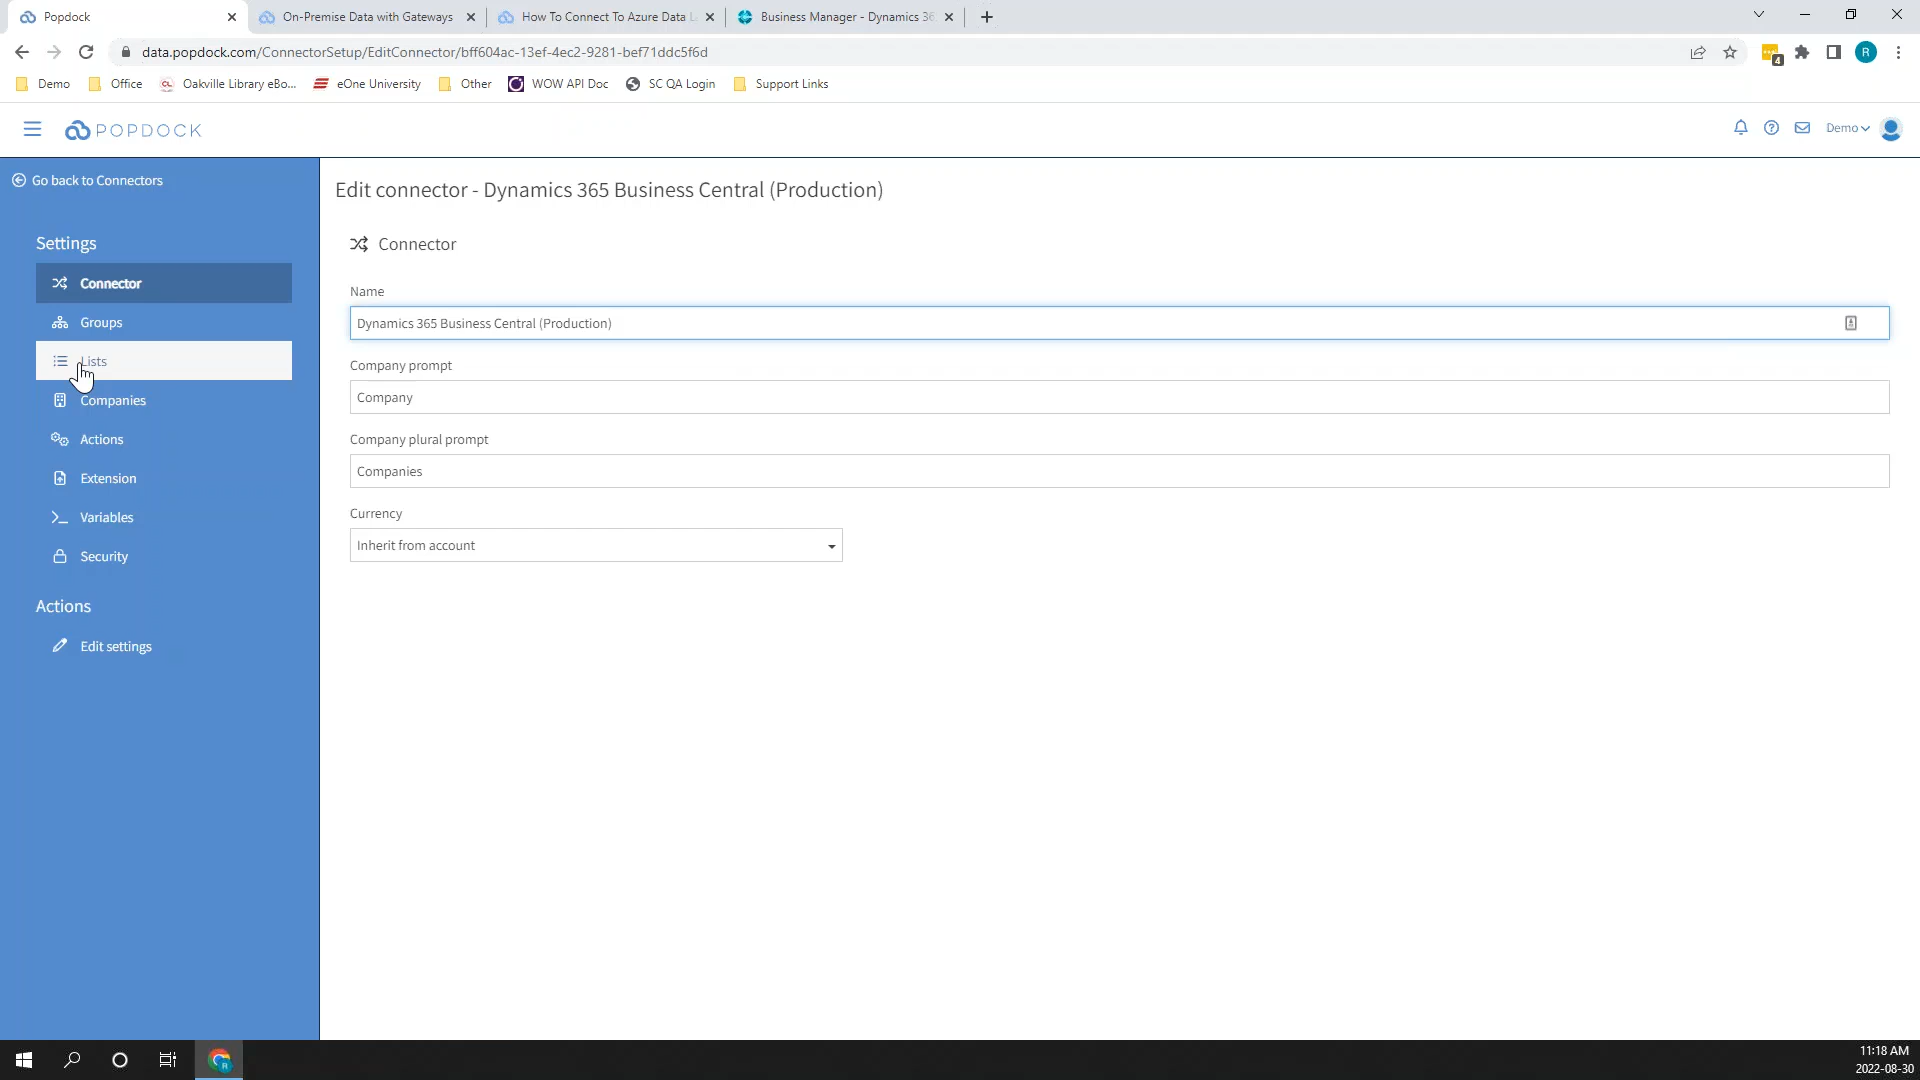 Popdock
On-Premise Data with Gateways
How To Connect To Azure Data L
Business Manager - Dynamics 36
data.popdock.com/ConnectorSetup/EditConnector/bff604ac-13ef-4ec2-9281-bef71ddc5f6d
4
R
Demo
Office
CL
Oakville Library eBo...
eOne University
Other
WOW API Doc
SC QA Login
Support Links
POPDOCK
Demo
Go back to Connectors
Edit connector - Dynamics 365 Business Central (Production)
Settings
Connector
Connector
Name
Groups
Dynamics 365 Business Central (Production)
Lists
Company prompt
Companies
Company
Actions
Company plural prompt
Extension
Companies
Variables
Currency
Security
Inherit from account
Actions
Edit settings
R
11:18 AM
2022-08-30